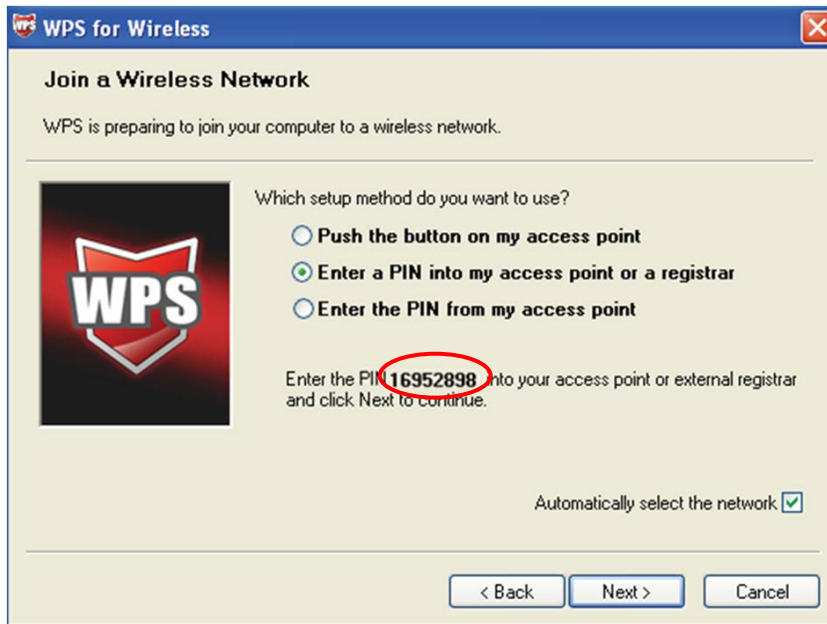 WPS for Wireless
Join a Wireless Network
WPS is preparing to join your computer to a wireless network.
WPS
Which setup method do you want to use?
Push the button on my access point
Enter a PIN into my access point or a registrar
Enter the PIN from my access point
Enter the PIN 16952898 into your access point or external registrar
and click Next to continue.
Automatically select the network
< Back
Next >
Cancel